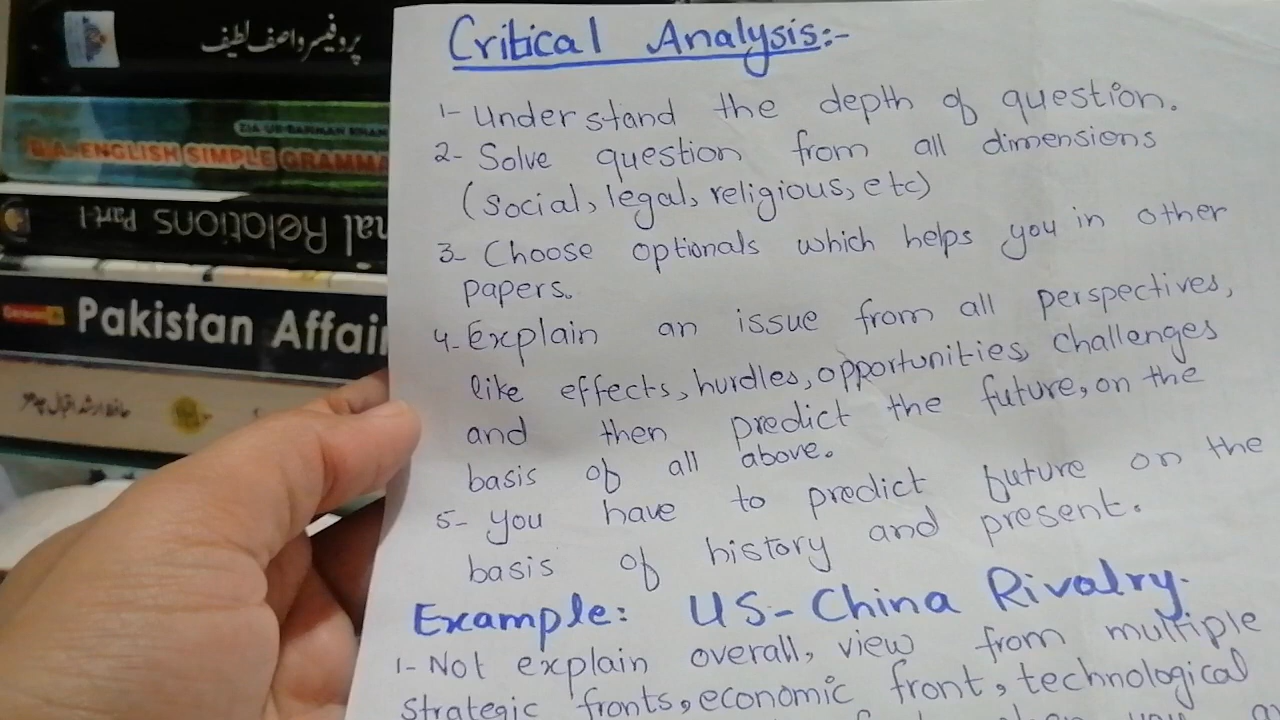 پروفیسر واصف لطیف
ZIA-UR-RAHMAN KHAN
B.A. ENGLISH SIMPLE GRAMMA
nal Relations Part-I
Pakistan Affair
Critical Analysis:-
1- Understand the depth of question.
2- Solve question from all dimensions
(social, legal, religious, etc)
3- Choose optionals which helps you in other
papers.
4- Explain an issue from all perspectives,
like effects, hurdles, opportunities, challenges
and then predict the future, on the
basis of all above.
5- you have to predict future on the
basis of history and present.
Example: US-China Rivalry.
1- Not explain overall, view from multiple
strategic fronts, economic front, technological